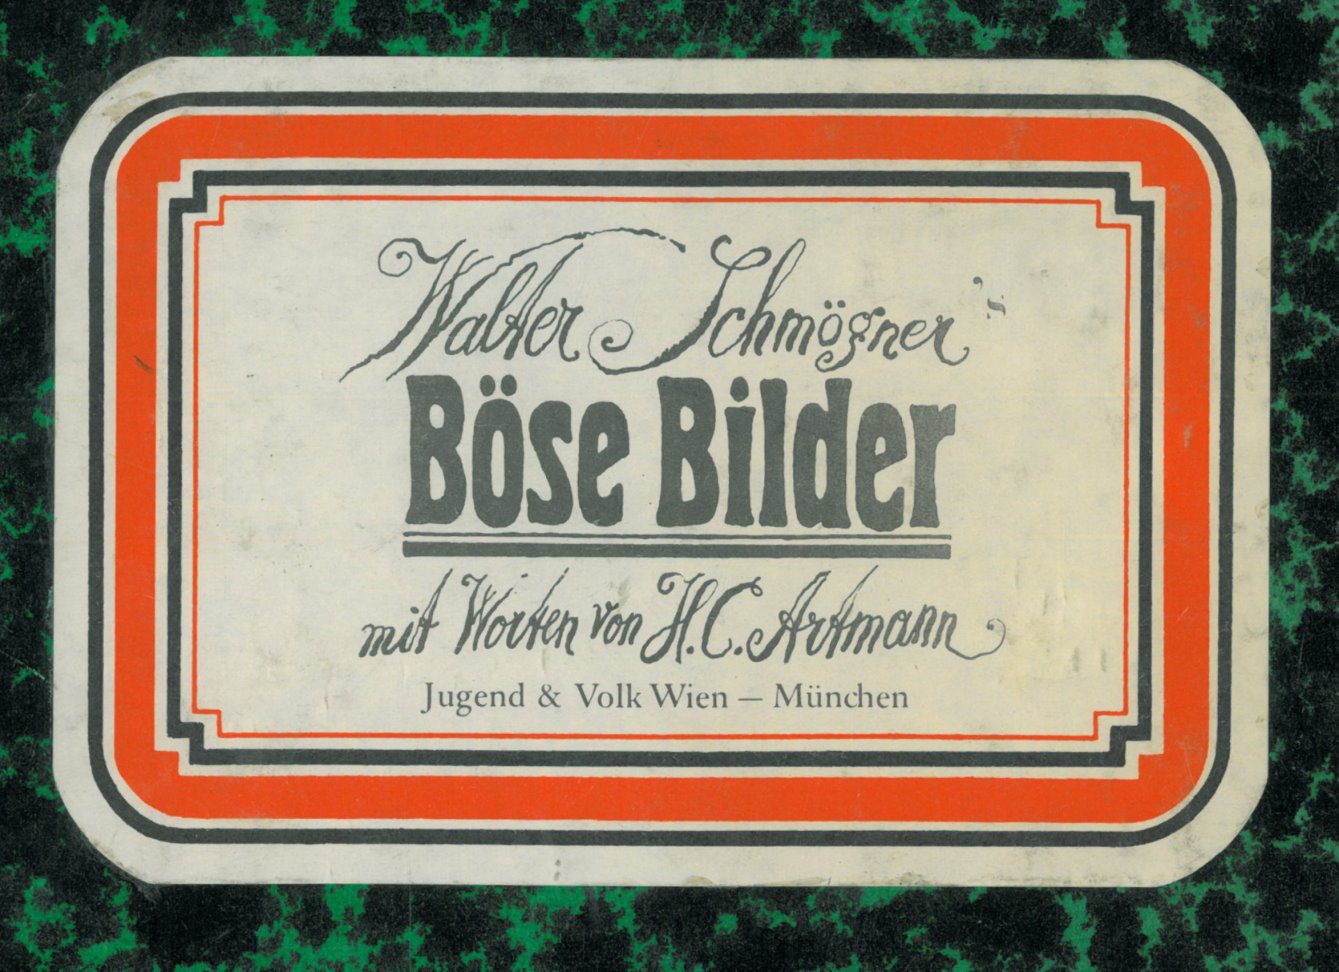 Walter Schmögner's
Böse Bilder
mit Worten von H.C. Artmann
Jugend & Volk Wien – München